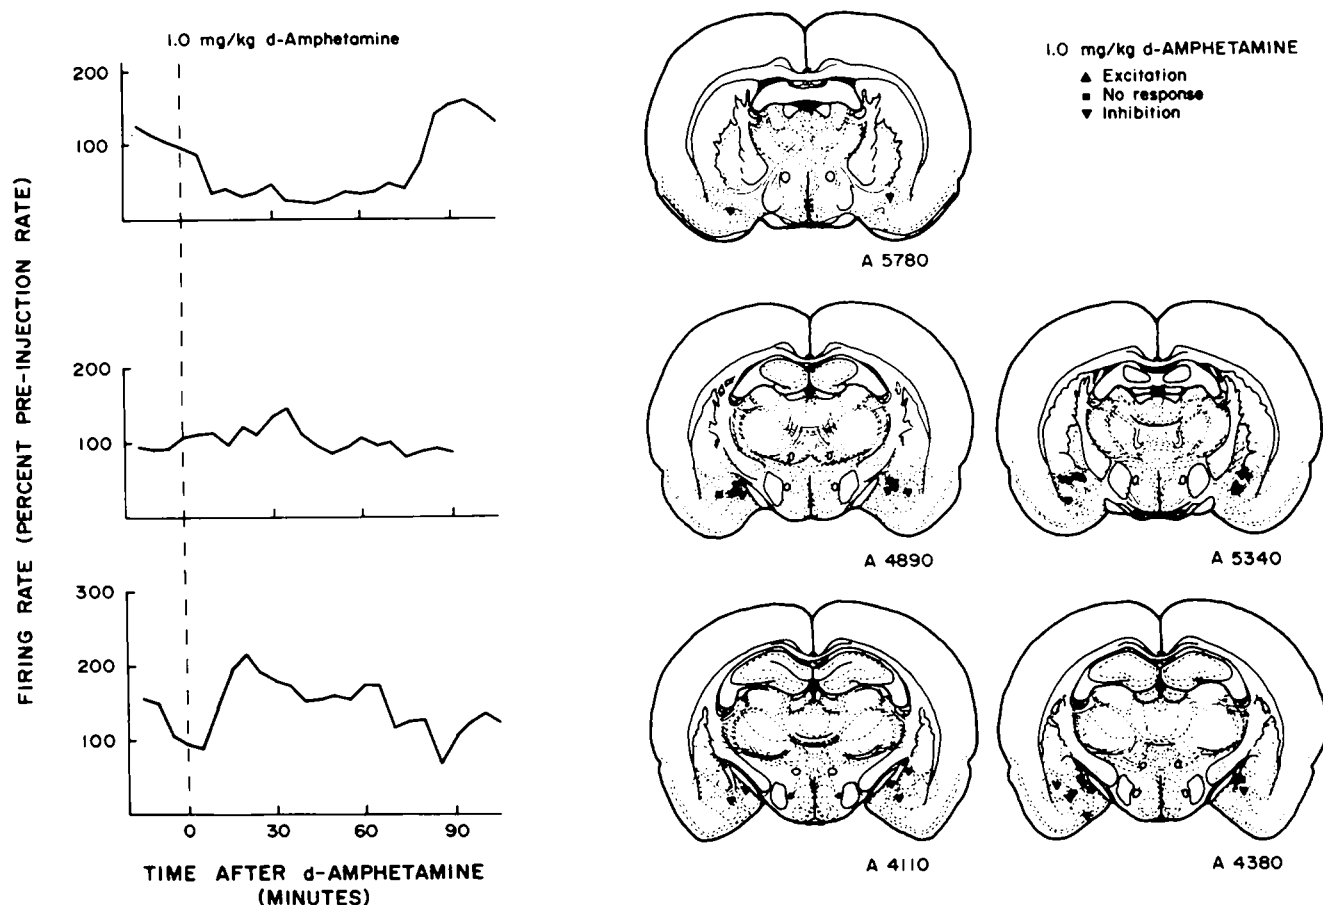 1.0 mg/kg d-Amphetamine
200
100
200
100
300
200
100
0 30 60 90
FIRING RATE (PERCENT PRE-INJECTION RATE)
TIME AFTER d-AMPHETAMINE
(MINUTES)
1.0 mg/kg d-AMPHETAMINE
▲ Excitation
■ No response
▼ Inhibition
A 5780
A 4890
A 5340
A 4110
A 4380